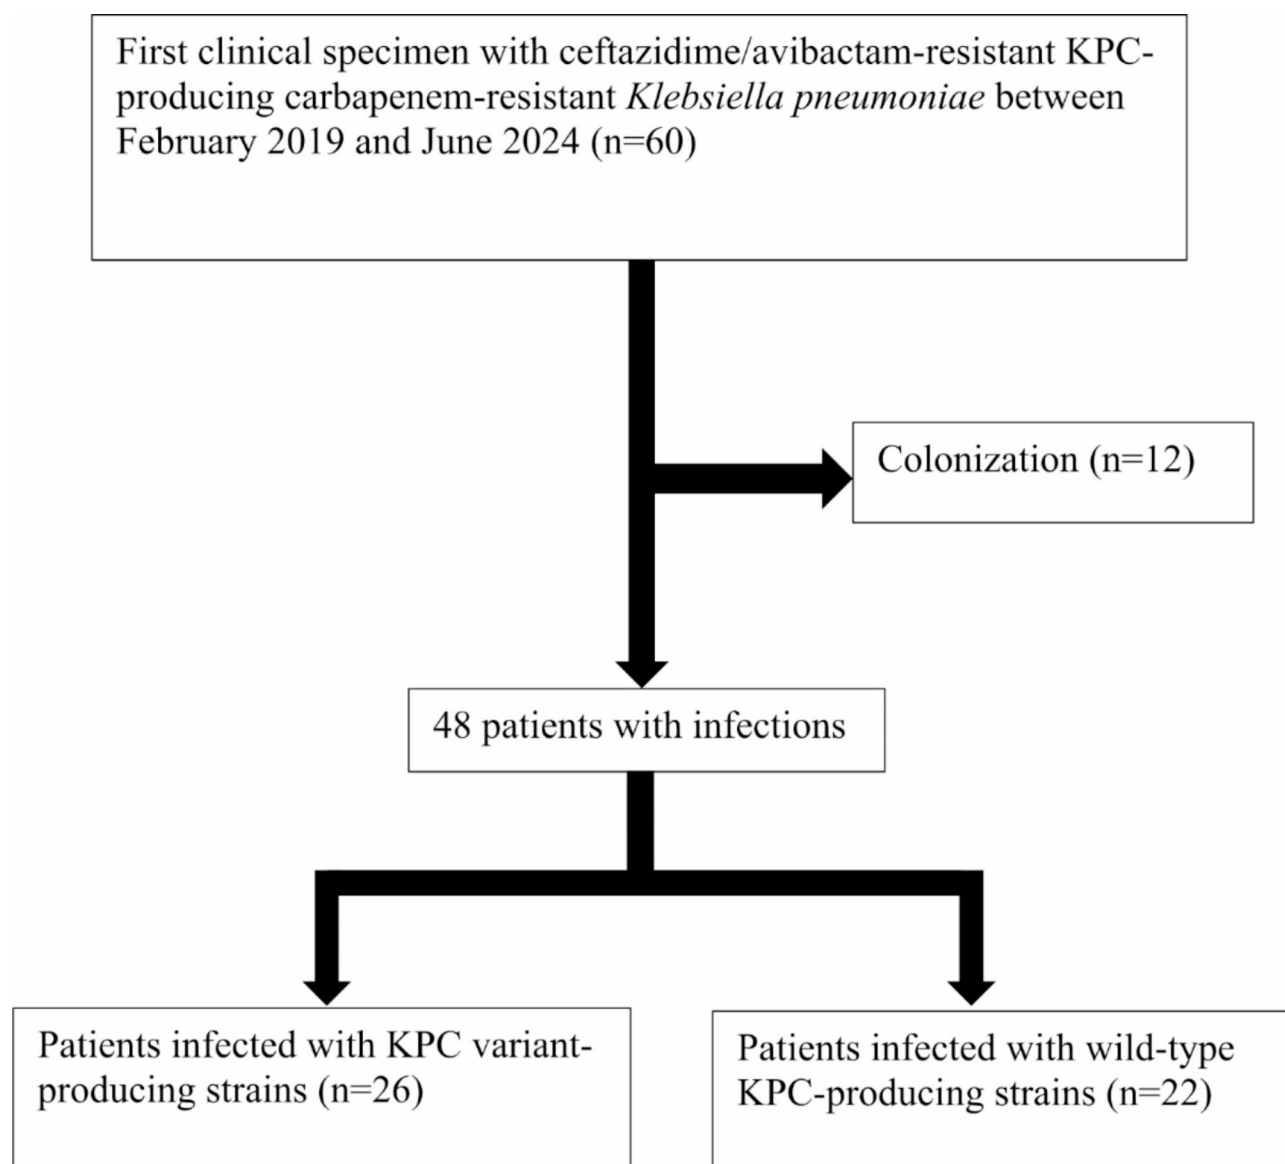 First clinical specimen with ceftazidime/avibactam-resistant KPC-
producing carbapenem-resistant Klebsiella pneumoniae between
February 2019 and June 2024 (n=60)
Colonization (n=12)
48 patients with infections
Patients infected with KPC variant-
producing strains (n=26)
Patients infected with wild-type
KPC-producing strains (n=22)